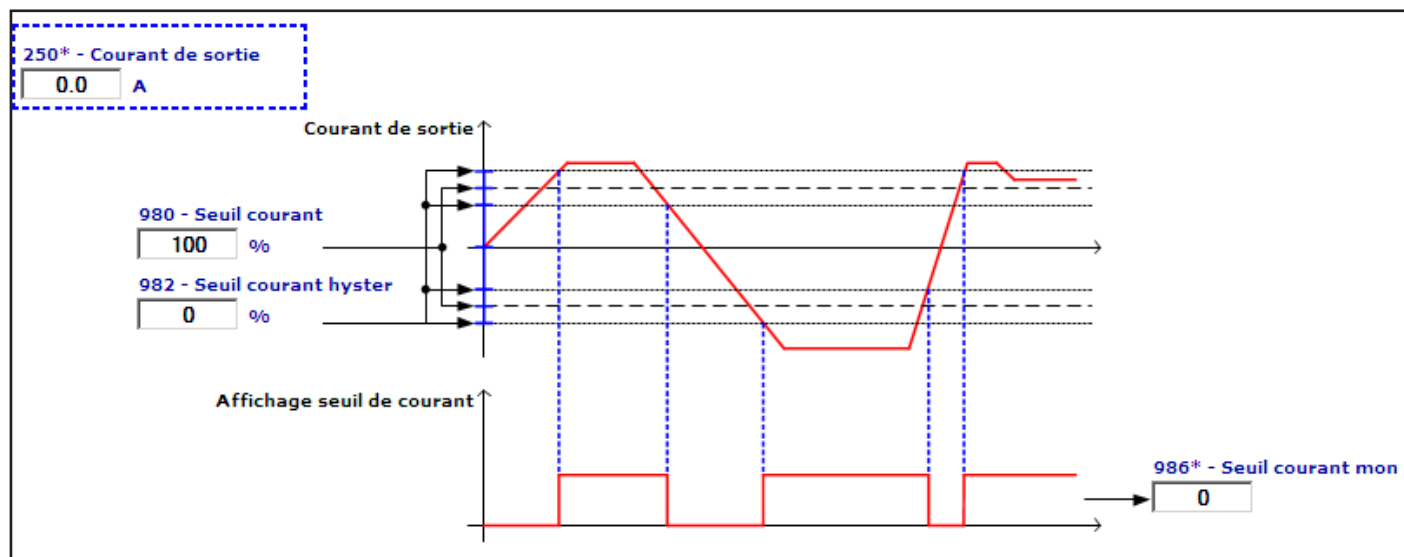 250* - Courant de sortie
0.0 A
Courant de sortie
980 - Seuil courant
100 %
982 - Seuil courant hyster
0 %
Affichage seuil de courant
986* - Seuil courant mon
0